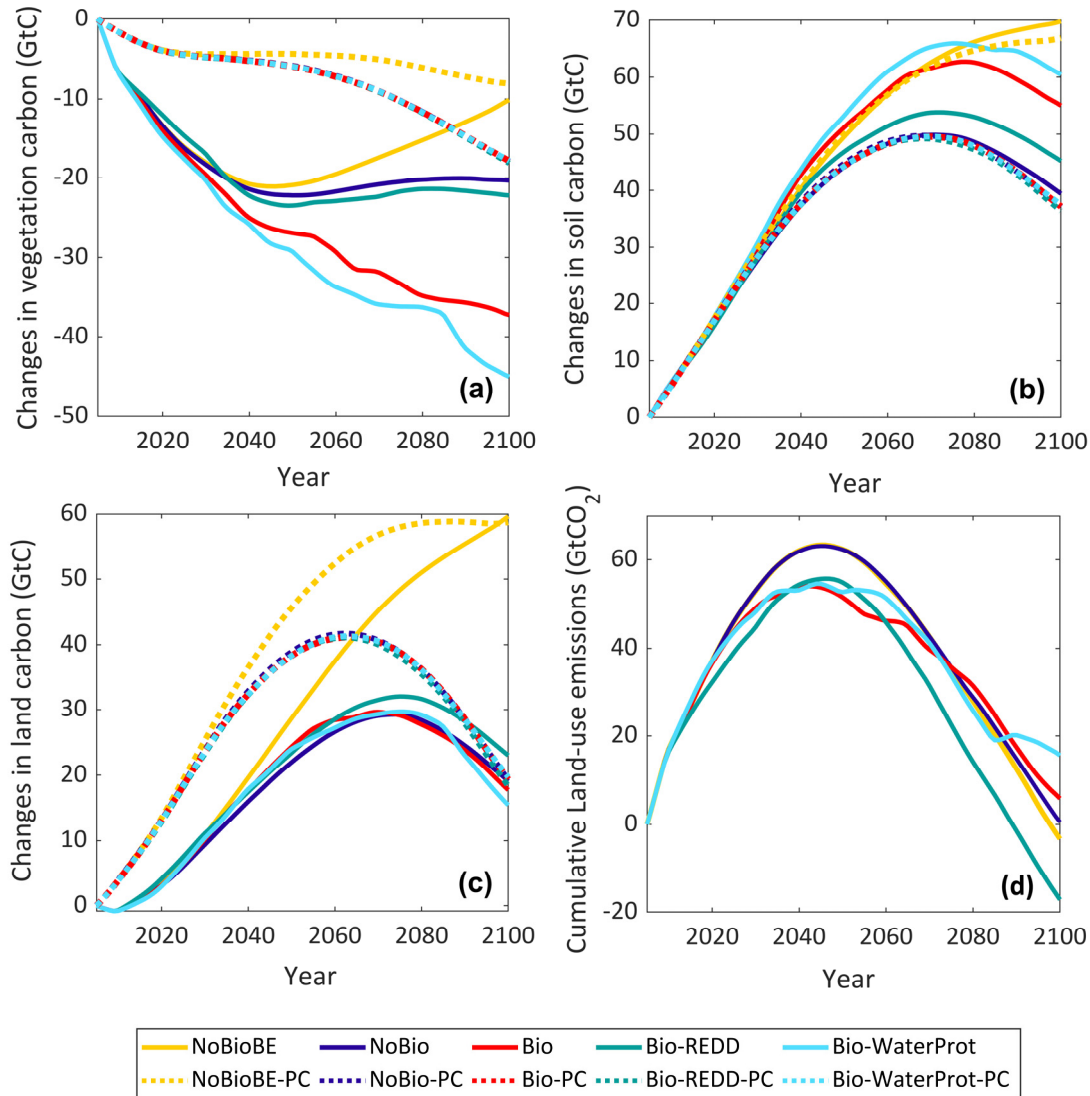 Changes in vegetation carbon (GtC)
0
-10
-20
-30
-40
-50
2020 2040 2060 2080 2100
Year
(a)
Changes in soil carbon (GtC)
70
60
50
40
30
20
10
0
2020 2040 2060 2080 2100
Year
(b)
Changes in land carbon (GtC)
60
50
40
30
20
10
0
2020 2040 2060 2080 2100
Year
(c)
Cumulative Land-use emissions (GtCO₂)
60
40
20
0
-20
2020 2040 2060 2080 2100
Year
(d)
NoBioBE NoBio Bio Bio-REDD Bio-WaterProt
NoBioBE-PC NoBio-PC Bio-PC Bio-REDD-PC Bio-WaterProt-PC